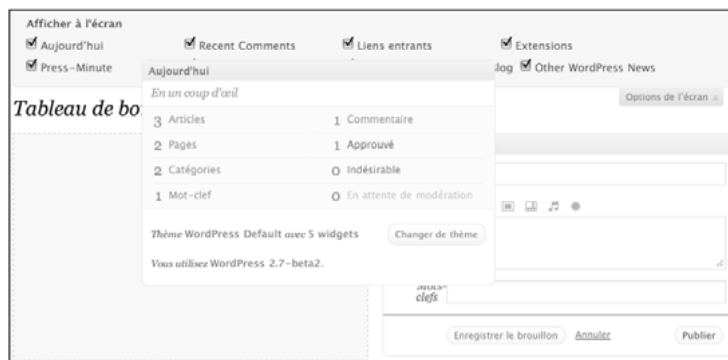 Afficher à l'écran
Aujourd'hui Recent Comments Liens entrants Extensions
Press-Minute log Other WordPress News
Options de l'écran
Tableau de bo
Aujourd'hui
En un coup d'œil
3 Articles 1 Commentaire
2 Pages 1 Approuvé
2 Catégories 0 Indésirable
1 Mot-clef 0 En attente de modération
Thème WordPress Default avec 5 widgets Changer de thème
Vous utilisez WordPress 2.7-beta2.
Mots-
clefs
Enregistrer le brouillon Annuler Publier